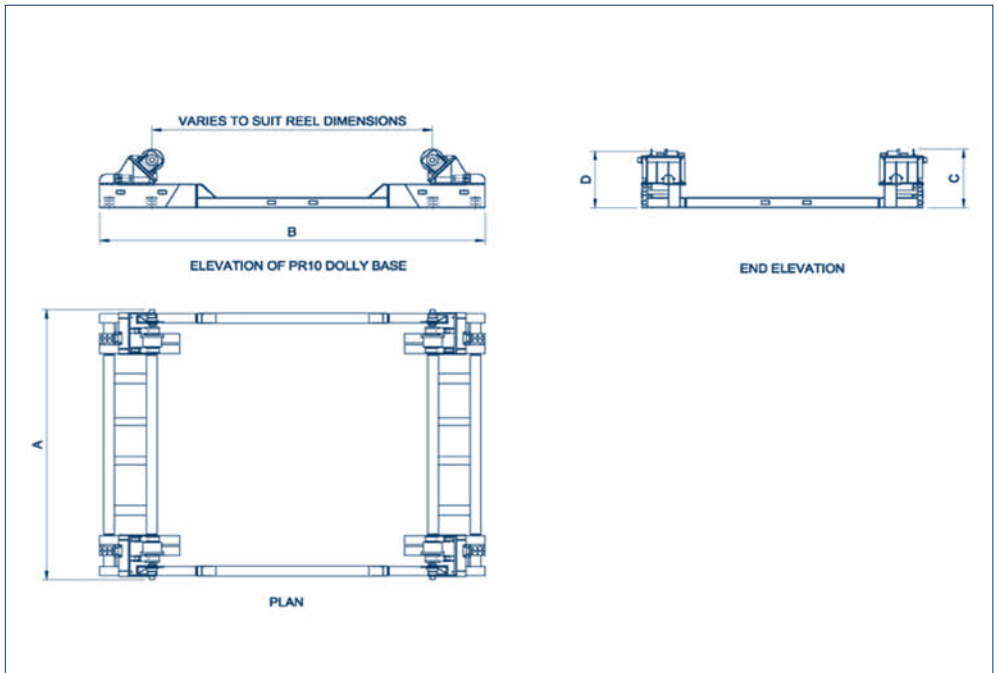 VARIES TO SUIT REEL DIMENSIONS
D
C
B
ELEVATION OF PR10 DOLLY BASE
END ELEVATION
A
PLAN